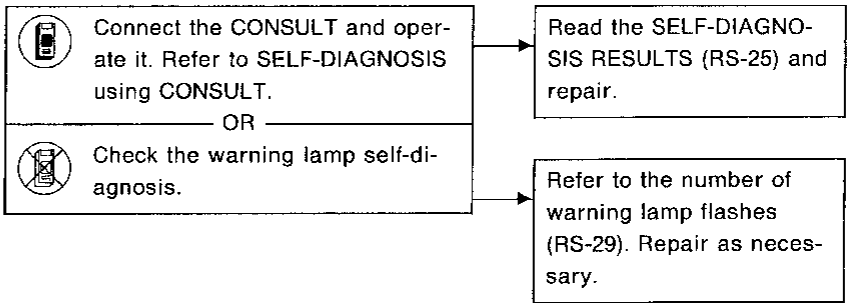 Connect the CONSULT and oper-
ate it. Refer to SELF-DIAGNOSIS
using CONSULT.
OR
Check the warning lamp self-di-
agnosis.
Read the SELF-DIAGNO-
SIS RESULTS (RS-25) and
repair.
Refer to the number of
warning lamp flashes
(RS-29). Repair as neces-
sary.